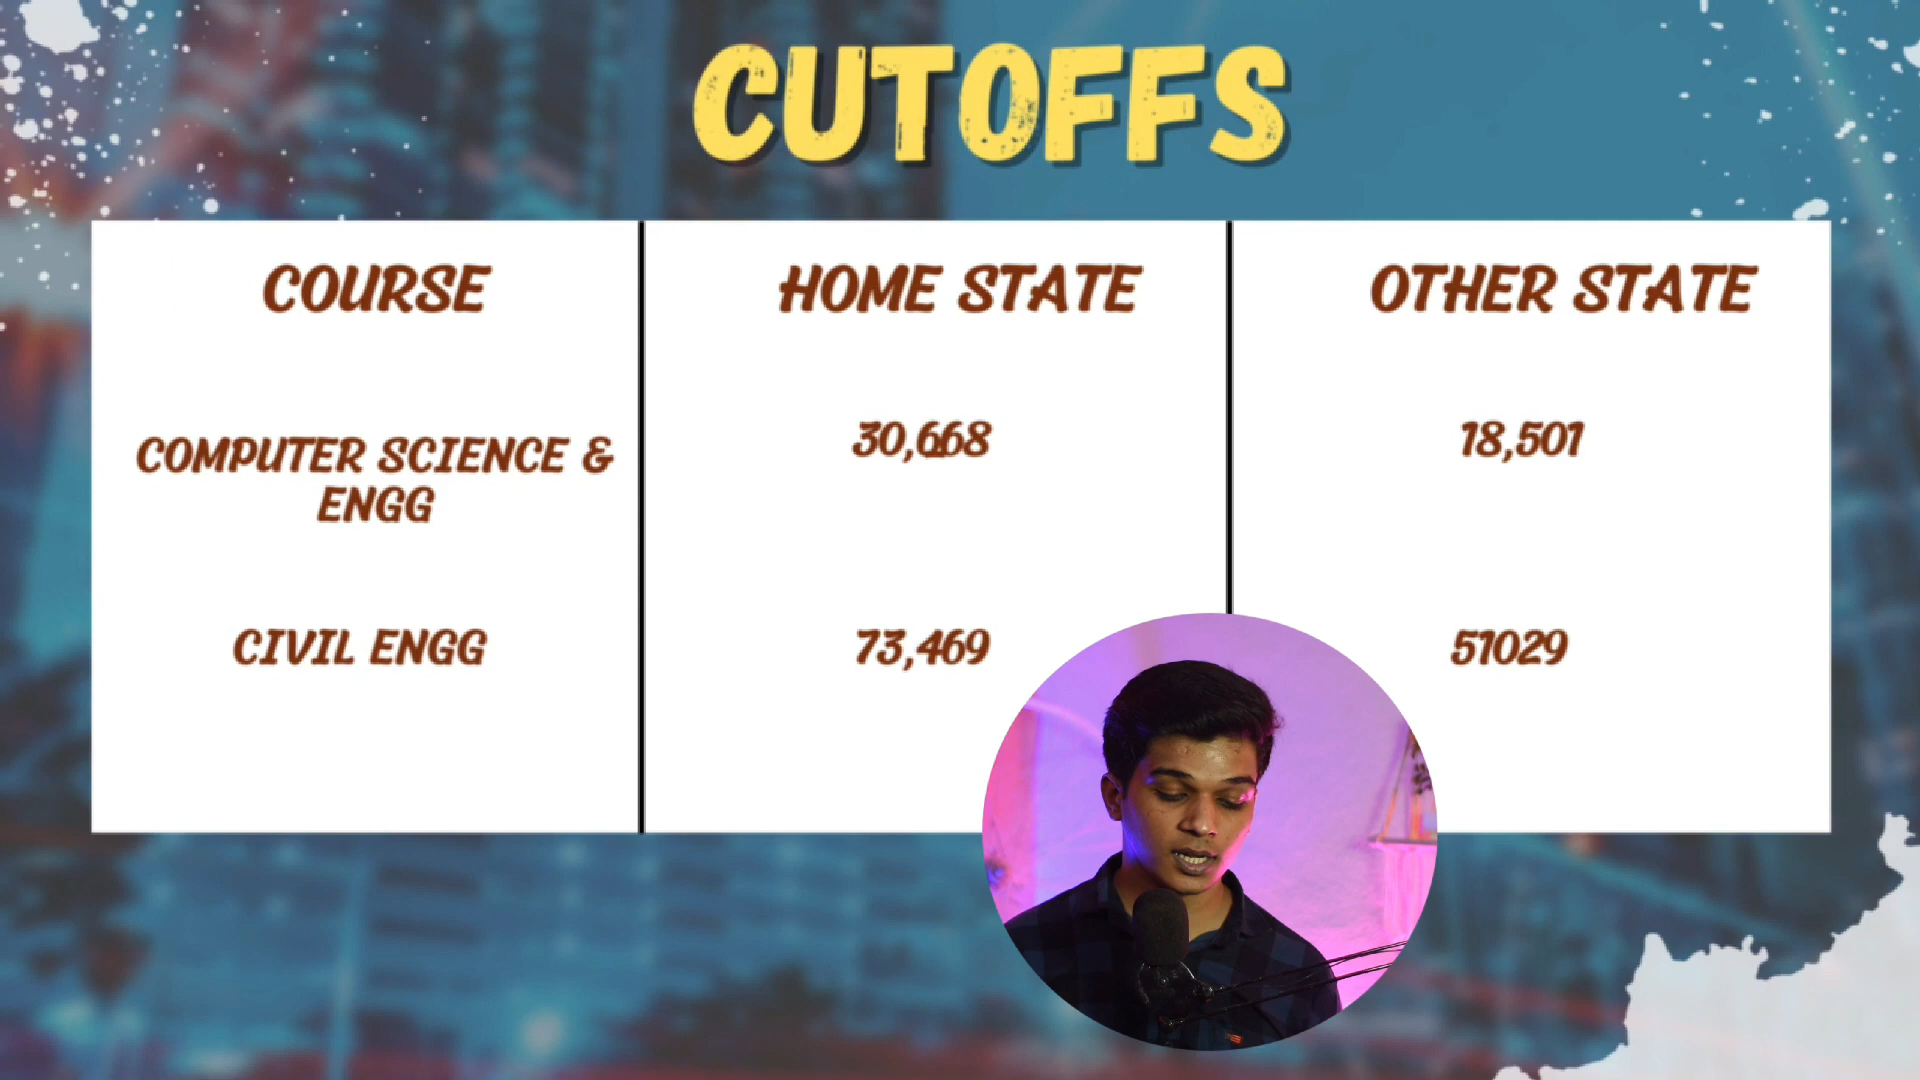 CUTOFFS
COURSE HOME STATE OTHER STATE
COMPUTER SCIENCE &
ENGG
30,668 18,501
CIVIL ENGG 73,469 51029